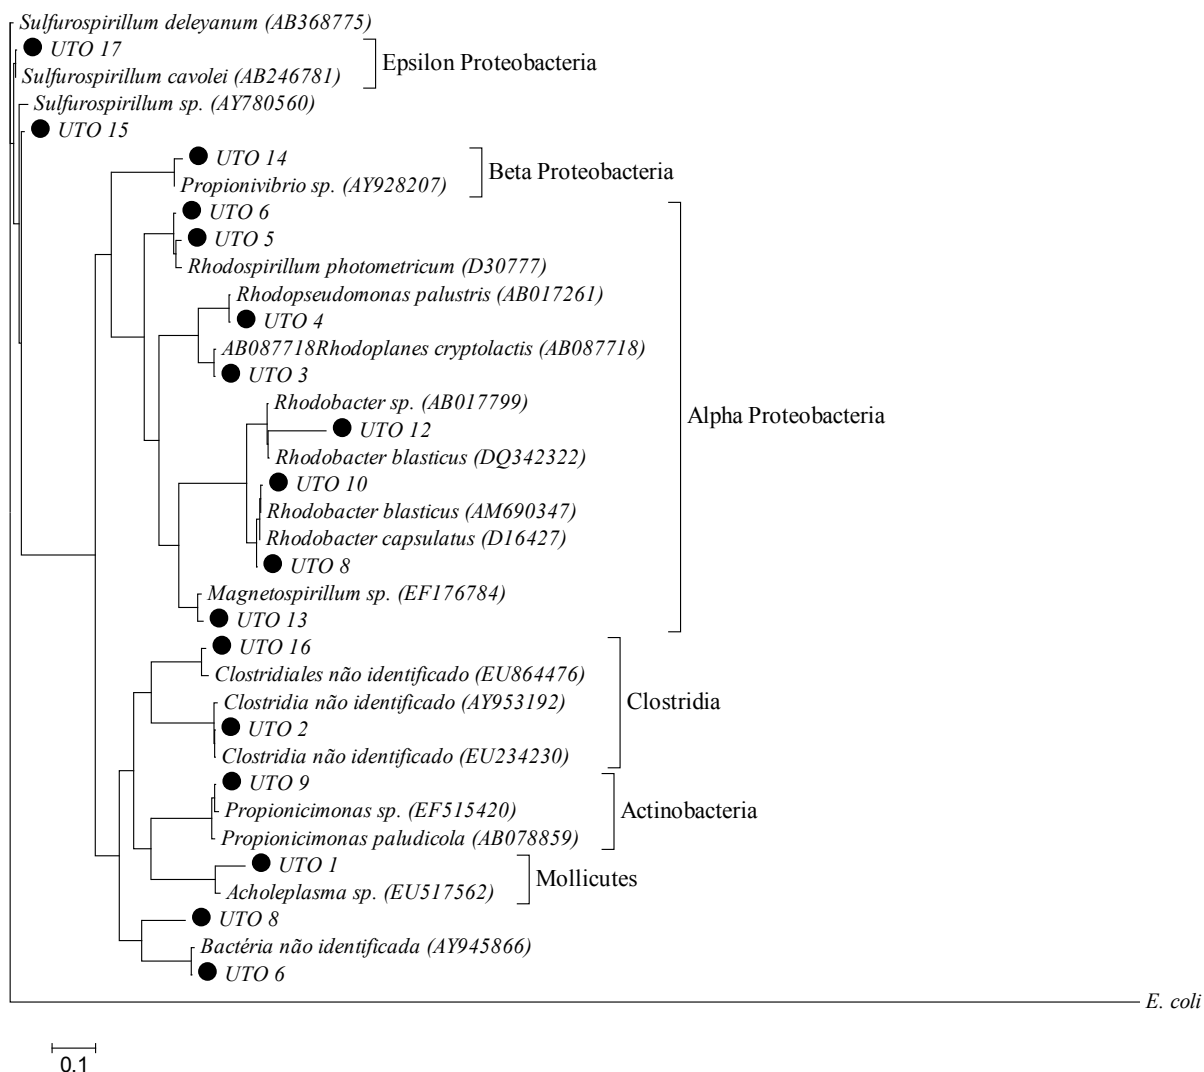 Sulfurospirillum deleyanum (AB368775)
UTO 17
Sulfurospirillum cavolei (AB246781)
Epsilon Proteobacteria
Sulfurospirillum sp. (AY780560)
UTO 15
UTO 14
Propionivibrio sp. (AY928207)
Beta Proteobacteria
UTO 6
UTO 5
Rhodospirillum photometricum (D30777)
Rhodopseudomonas palustris (AB017261)
UTO 4
AB087718Rhodoplanes cryptolactis (AB087718)
UTO 3
Rhodobacter sp. (AB017799)
UTO 12
Rhodobacter blasticus (DQ342322)
UTO 10
Rhodobacter blasticus (AM690347)
Rhodobacter capsulatus (D16427)
UTO 8
Magnetospirillum sp. (EF176784)
UTO 13
Alpha Proteobacteria
UTO 16
Clostridiales não identificado (EU864476)
Clostridia não identificado (AY953192)
UTO 2
Clostridia não identificado (EU234230)
Clostridia
UTO 9
Propionicimonas sp. (EF515420)
Propionicimonas paludicola (AB078859)
Actinobacteria
UTO 1
Acholeplasma sp. (EU517562)
Mollicutes
UTO 8
Bactéria não identificada (AY945866)
UTO 6
E. coli
0.1